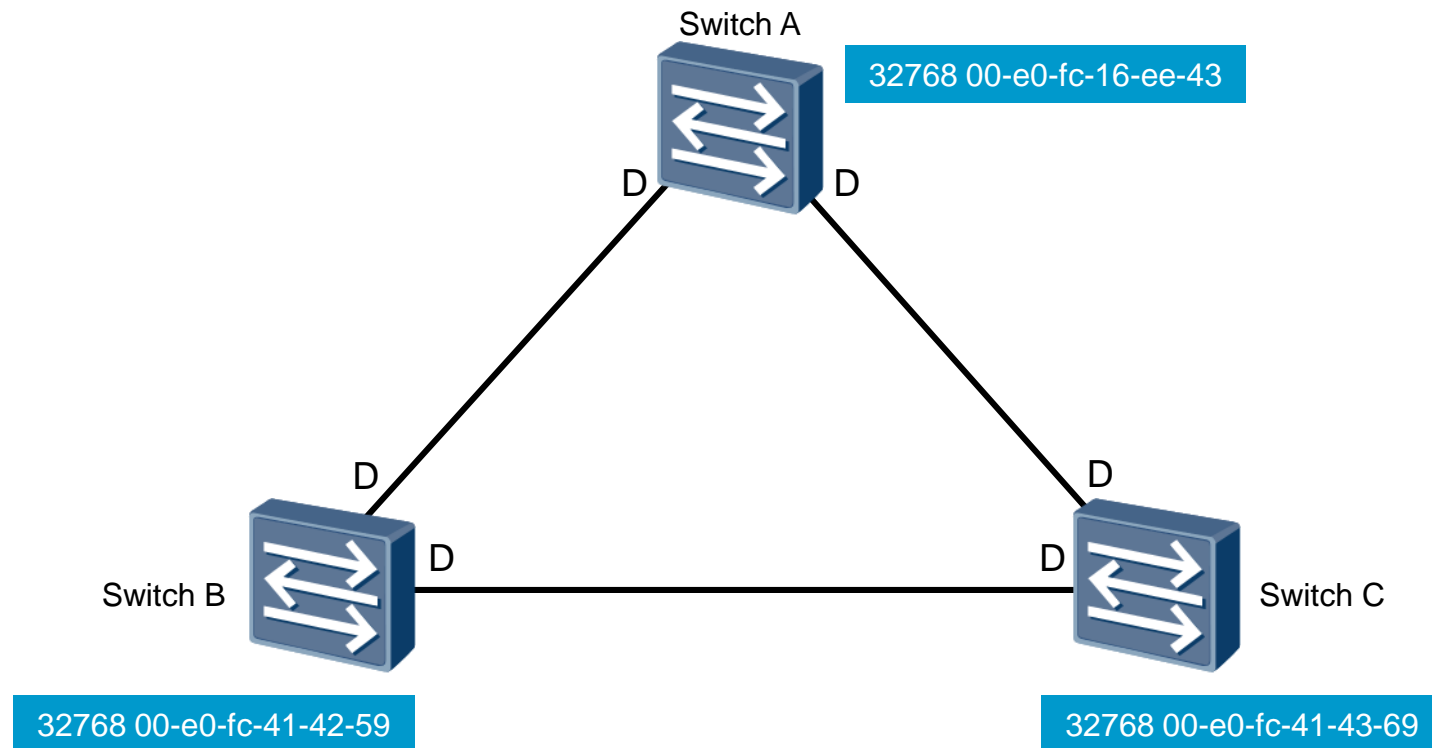 Switch A
32768 00-e0-fc-16-ee-43
D
D
D
D
D
D
Switch B
Switch C
32768 00-e0-fc-41-42-59
32768 00-e0-fc-41-43-69